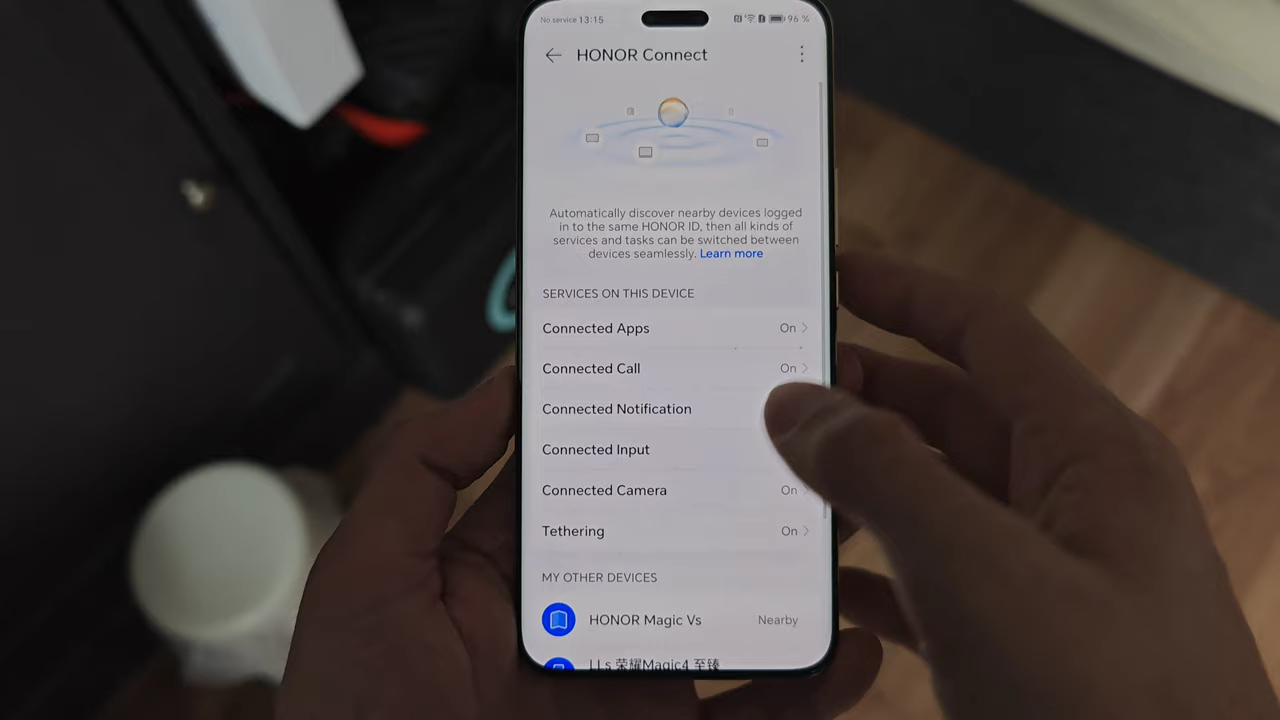 No service 13:15
96 %
HONOR Connect
Automatically discover nearby devices logged
in to the same HONOR ID, then all kinds of
services and tasks can be switched between
devices seamlessly. Learn more
SERVICES ON THIS DEVICE
Connected Apps On
Connected Call On
Connected Notification
Connected Input
Connected Camera On
Tethering On
MY OTHER DEVICES
HONOR Magic Vs Nearby
LLs 荣耀Magic4 至臻